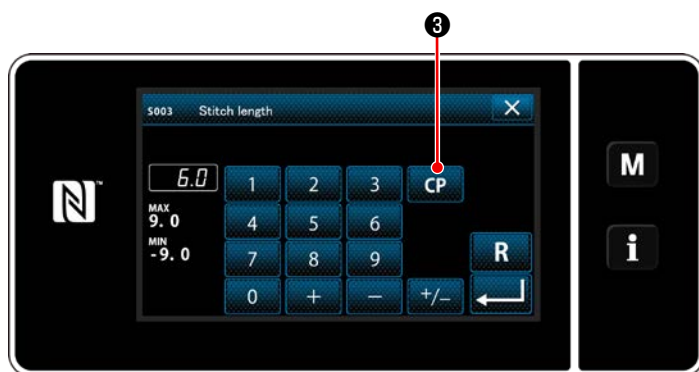 ❸
S003 Stitch length
6.0
1 2 3 CP
MAX
9.0
4 5 6
MIN
-9.0
7 8 9 R
0 + − +/−
M
i
N
™